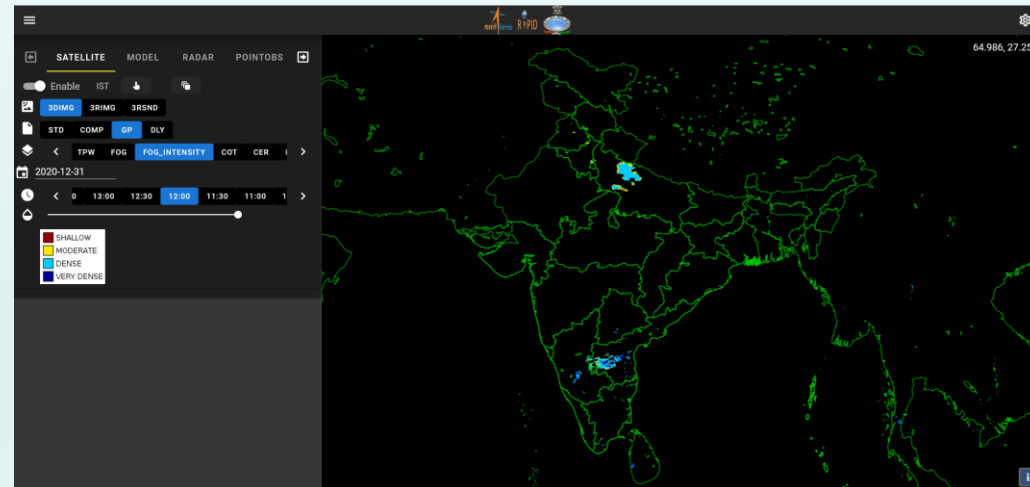 RAPID
64.986, 27.25
SATELLITE MODEL RADAR POINTOBS
Enable IST
3DIMG 3RIMG 3RSND
STD COMP GP DLY
TPW FOG FOG_INTENSITY COT CER
2020-12-31
0 13:00 12:30 12:00 11:30 11:00 1
SHALLOW
MODERATE
DENSE
VERY DENSE